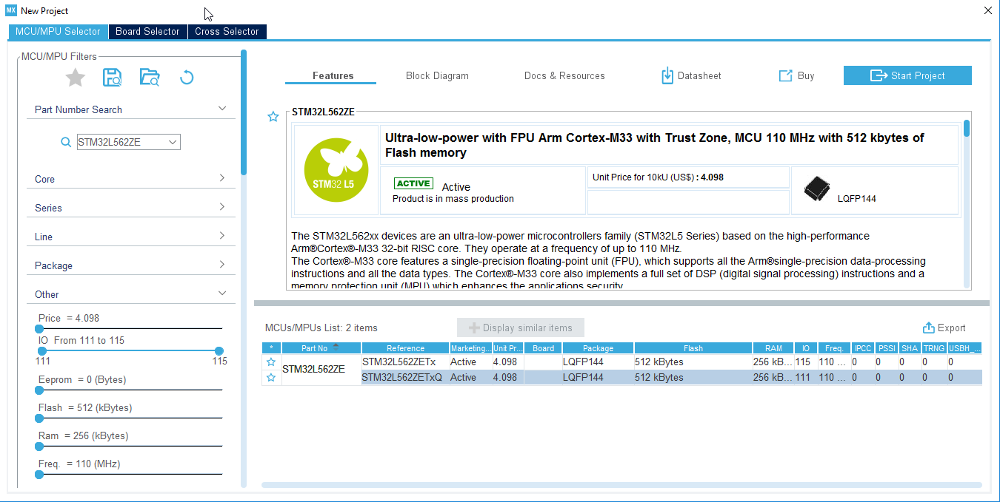 MX New Project
MCU/MPU Selector Board Selector Cross Selector
MCU/MPU Filters
Part Number Search
STM32L562ZE
Core
Series
Line
Package
Other
Price = 4.098
IO From 111 to 115
111 115
Eeprom = 0 (Bytes)
Flash = 512 (kBytes)
Ram = 256 (kBytes)
Freq. = 110 (MHz)
Features Block Diagram Docs & Resources Datasheet Buy Start Project
STM32L562ZE
STM32 L5
Ultra-low-power with FPU Arm Cortex-M33 with Trust Zone, MCU 110 MHz with 512 kbytes of
Flash memory
ACTIVE Active
Product is in mass production
Unit Price for 10kU (US$) : 4.098
LQFP144
The STM32L562xx devices are an ultra-low-power microcontrollers family (STM32L5 Series) based on the high-performance
Arm®Cortex®-M33 32-bit RISC core. They operate at a frequency of up to 110 MHz.
The Cortex®-M33 core features a single-precision floating-point unit (FPU), which supports all the Arm®single-precision data-processing
instructions and all the data types. The Cortex®-M33 core also implements a full set of DSP (digital signal processing) instructions and a
memory protection unit (MPU) which enhances the applications security.
MCUs/MPUs List: 2 items Display similar items Export
* Part No Reference Marketing... Unit Pr... Board Package Flash RAM IO Freq. IPCC PSSI SHA TRNG USBH_...
STM32L562ZE STM32L562ZETx Active 4.098 LQFP144 512 kBytes 256 kB... 115 110 ... 0 0 0 0 0
STM32L562ZETxQ Active 4.098 LQFP144 512 kBytes 256 kB... 111 110 ... 0 0 0 0 0